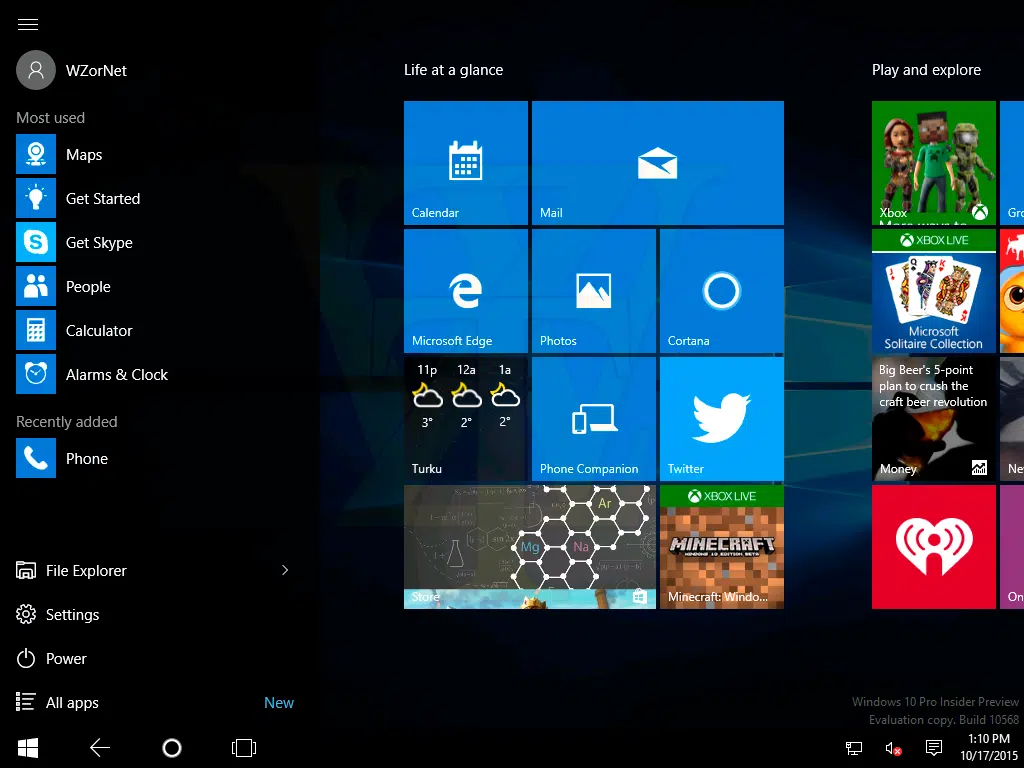 WZorNet
Most used
Maps
Get Started
Get Skype
People
Calculator
Alarms & Clock
Recently added
Phone
File Explorer
Settings
Power
All apps
New
Life at a glance
Calendar
Mail
Microsoft Edge
Photos
Cortana
11p 12a 1a
3° 2° 2°
Turku
Phone Companion
Twitter
Ar
Mg
Na
Store
XBOX LIVE
MINECRAFT
WINDOWS 10 EDITION BETA
Minecraft: Windo...
Play and explore
Xbox
Gro
XBOX LIVE
Microsoft
Solitaire Collection
Big Beer's 5-point
plan to crush the
craft beer revolution
Money
Ne
On
Windows 10 Pro Insider Preview
Evaluation copy. Build 10568
1:10 PM
10/17/2015